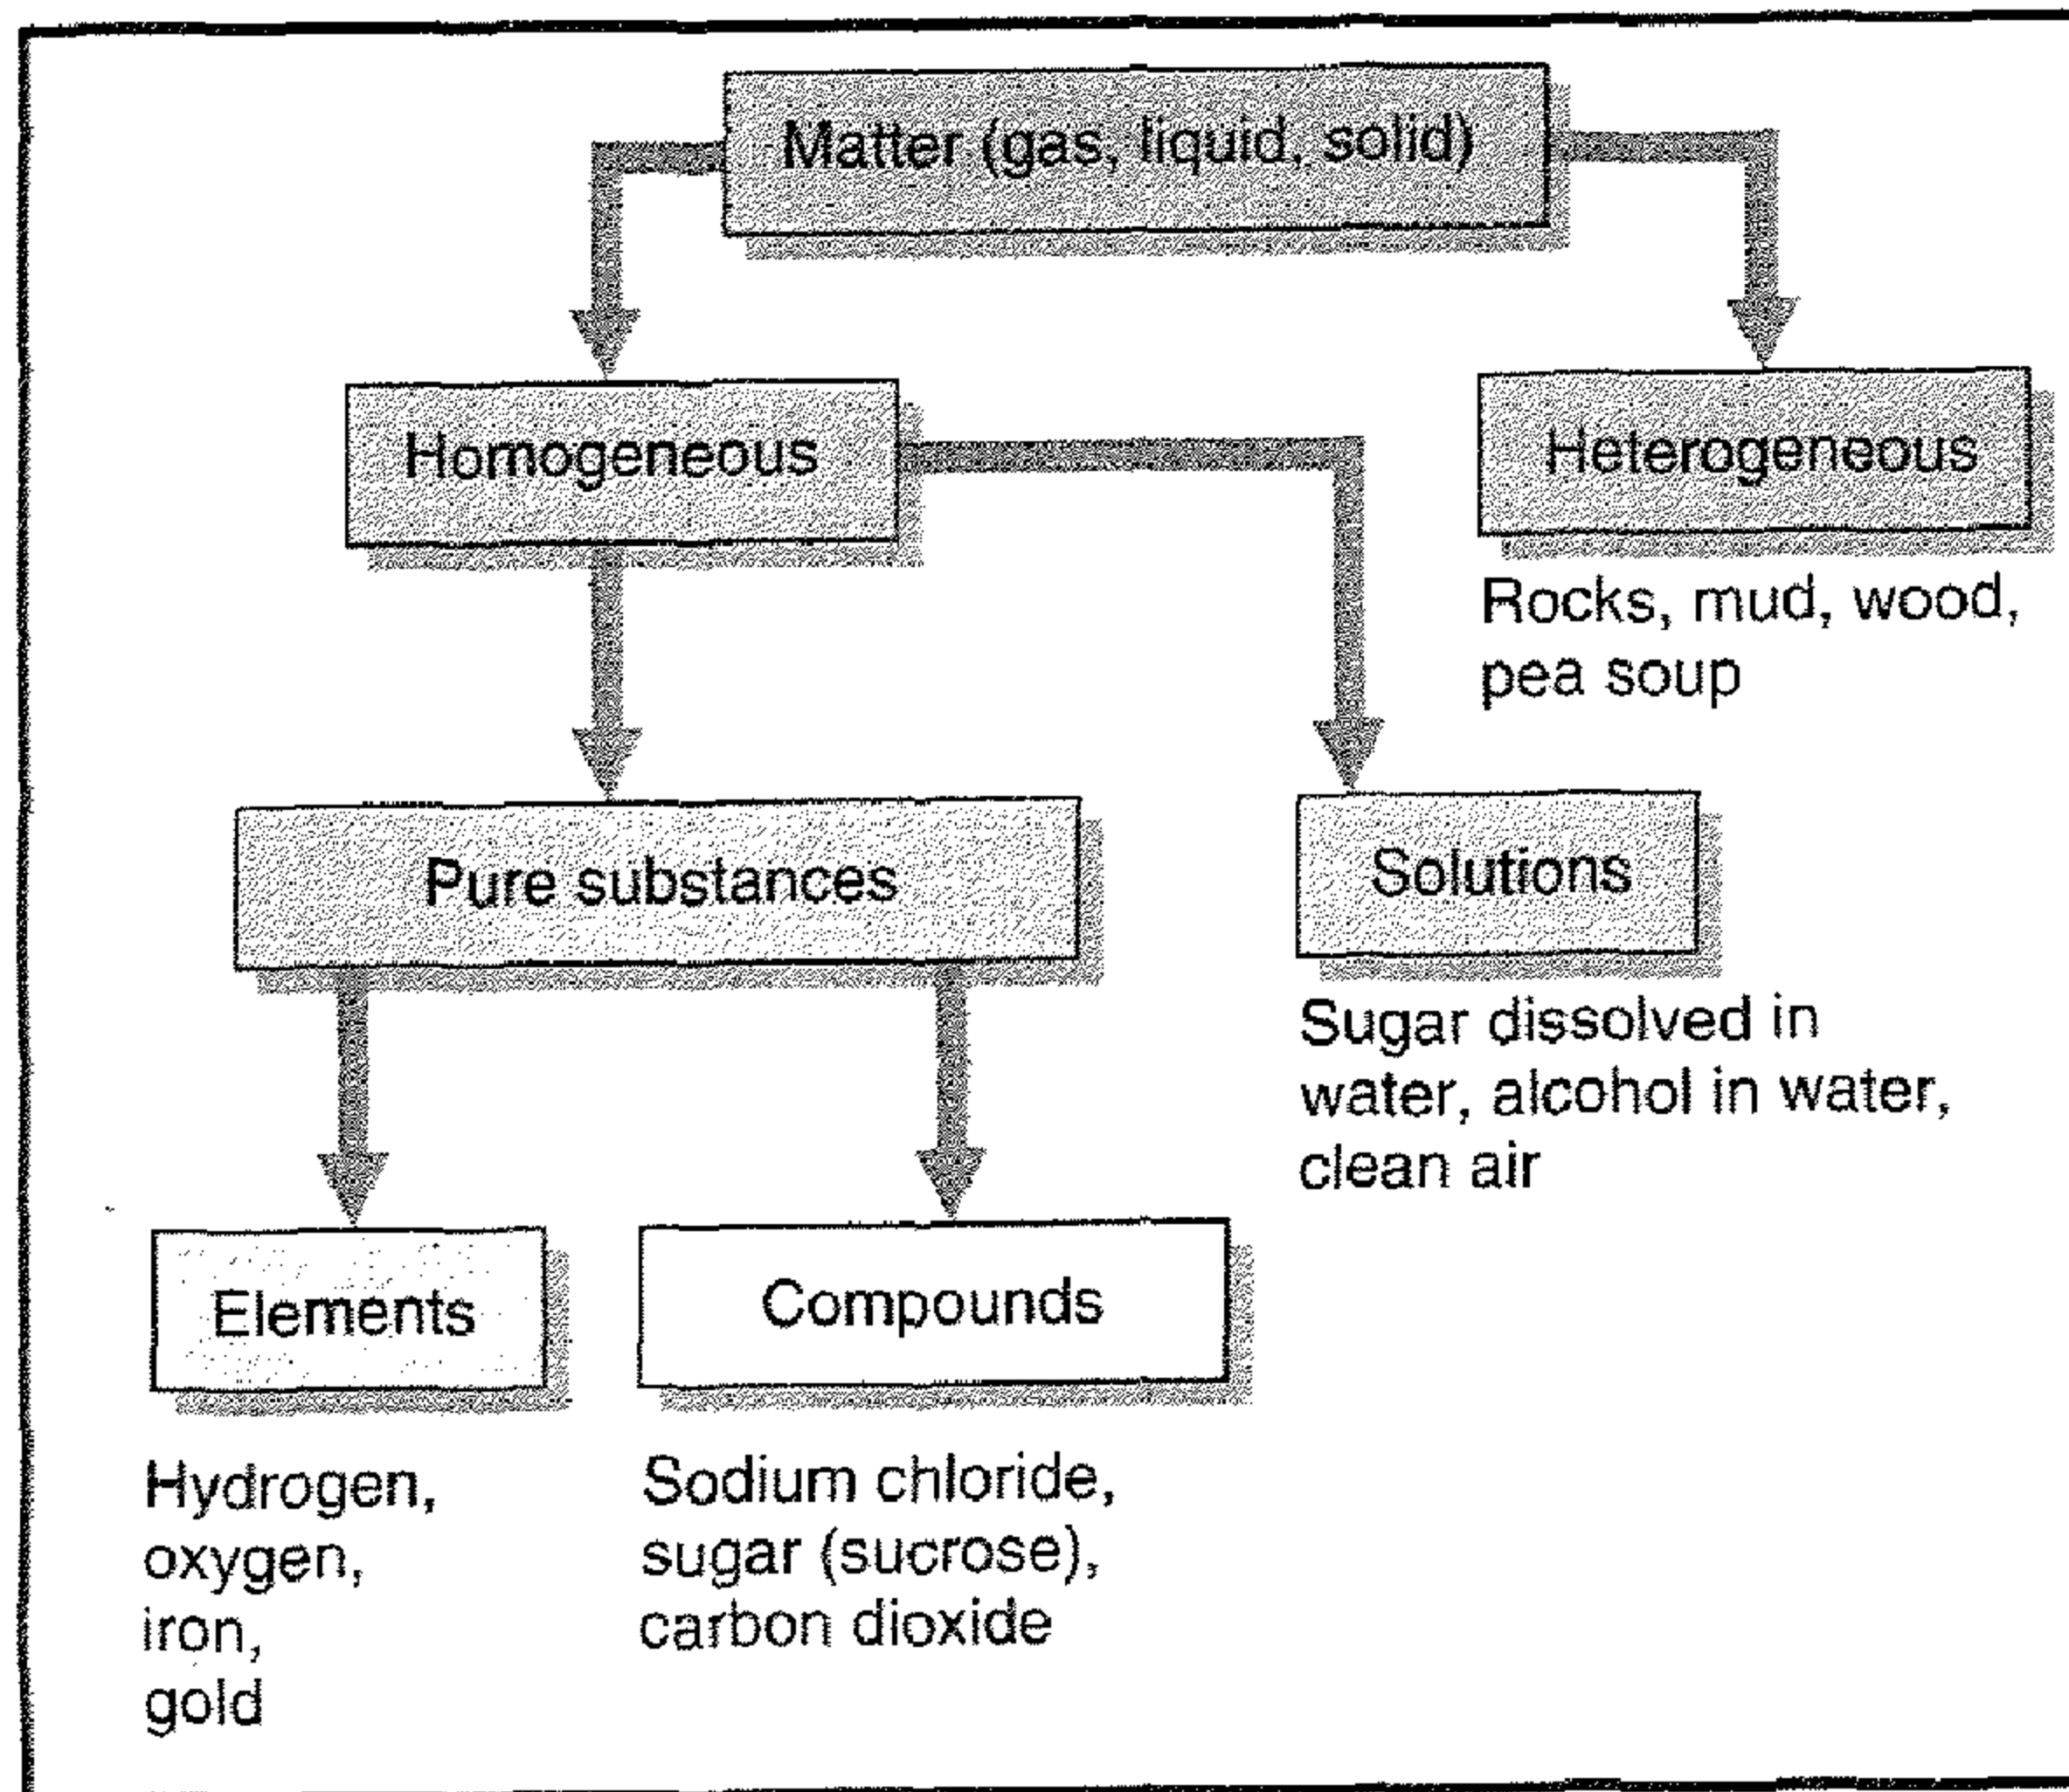 Matter (gas, liquid, solid)
Homogeneous
Heterogeneous
Rocks, mud, wood,
pea soup
Pure substances
Solutions
Sugar dissolved in
water, alcohol in water,
clean air
Elements
Compounds
Hydrogen,
oxygen,
iron,
gold
Sodium chloride,
sugar (sucrose),
carbon dioxide